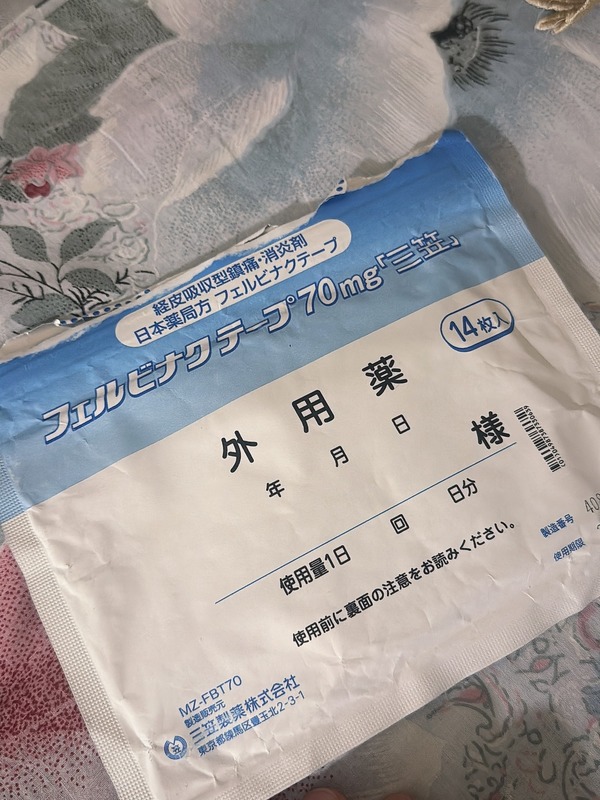 経皮吸収型鎮痛・消炎剤
日本薬局方 フェルビナクテープ
フェルビナクテープ70mg「三笠」
14枚入
外用薬
年 月 日
様
使用量1日 回 日分
使用前に裏面の注意をお読みください。
製造番号
使用期限
MZ-FBT70
製造販売元
三笠製薬株式会社
東京都練馬区豊玉北2-3-1